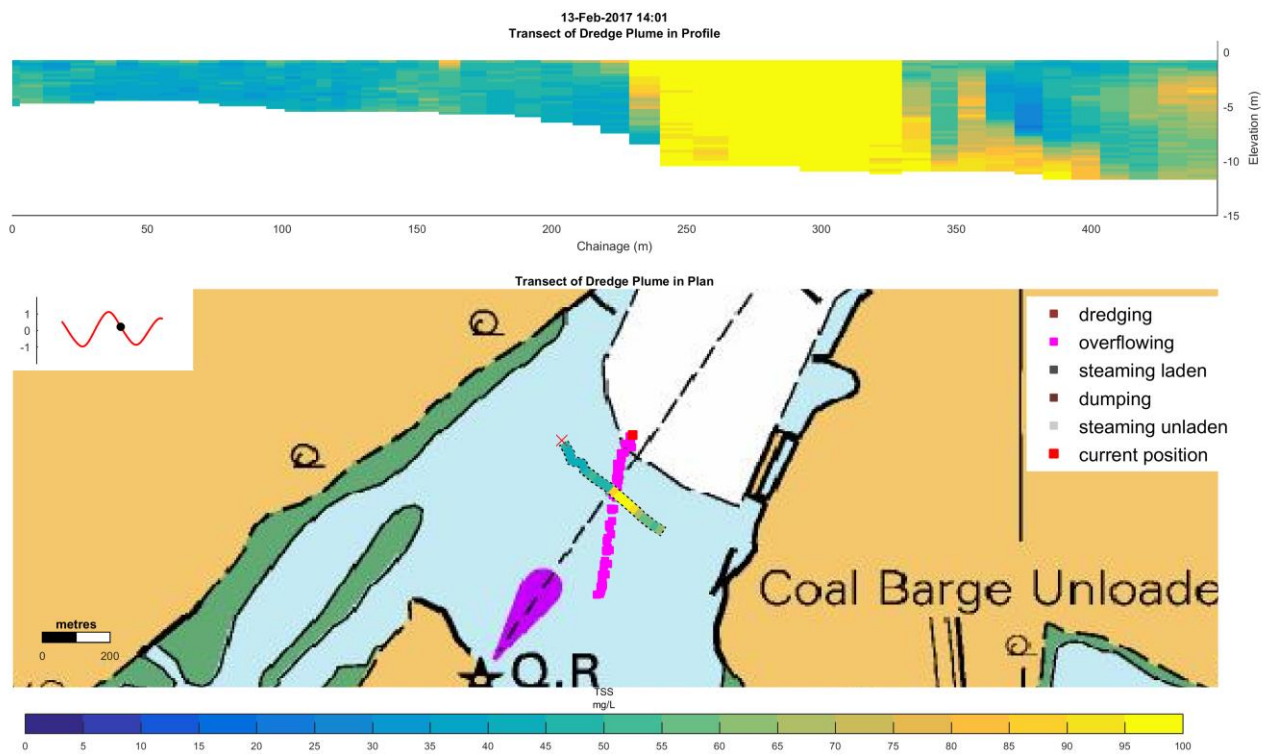 13-Feb-2017 14:01
Transect of Dredge Plume in Profile
0
-5
-10
-15
Elevation (m)
0 50 100 150 200 250 300 350 400
Chainage (m)
Transect of Dredge Plume in Plan
1
0
-1
dredging
overflowing
steaming laden
dumping
steaming unladen
current position
Coal Barge Unloade
metres
0 200
Q.R
TSS
mg/L
0 5 10 15 20 25 30 35 40 45 50 55 60 65 70 75 80 85 90 95 100